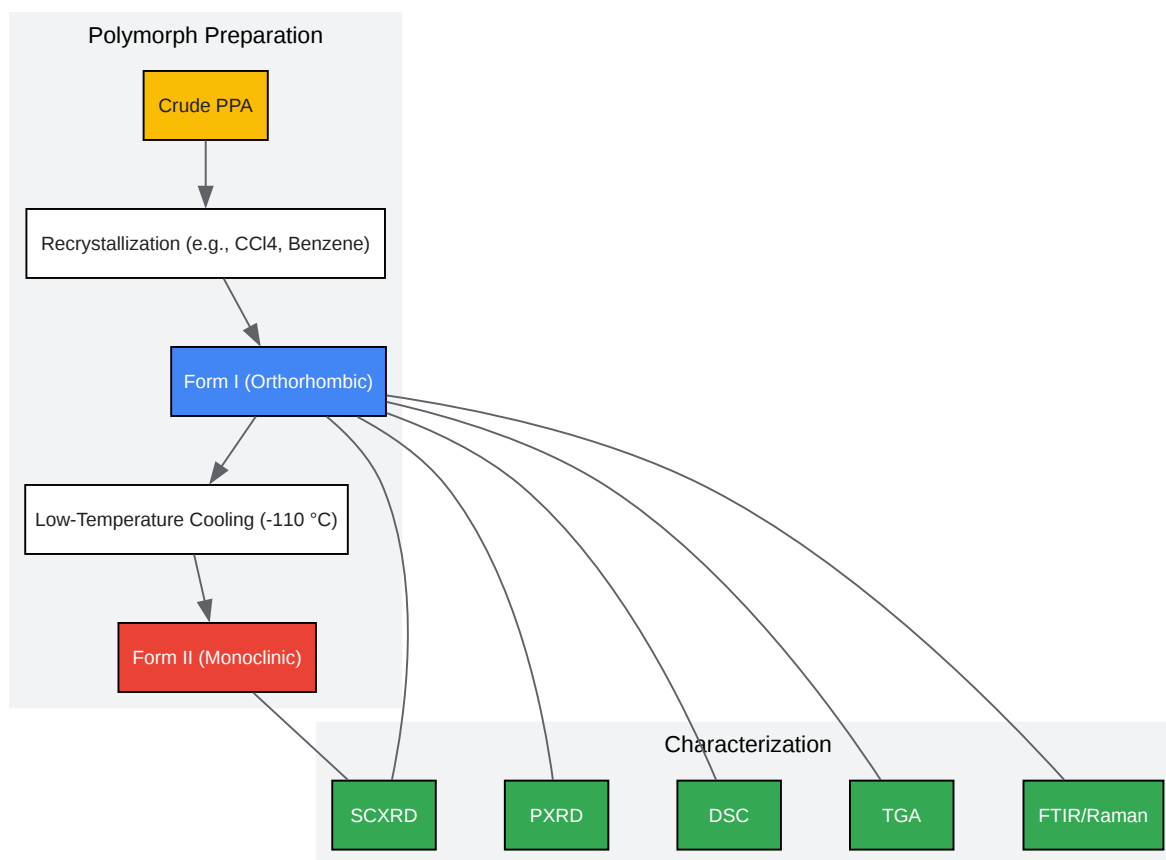 Polymorph Preparation
Crude PPA
Recrystallization (e.g., CCl4, Benzene)
Form I (Orthorhombic)
Low-Temperature Cooling (-110 °C)
Form II (Monoclinic)
Characterization
SCXRD
PXRD
DSC
TGA
FTIR/Raman